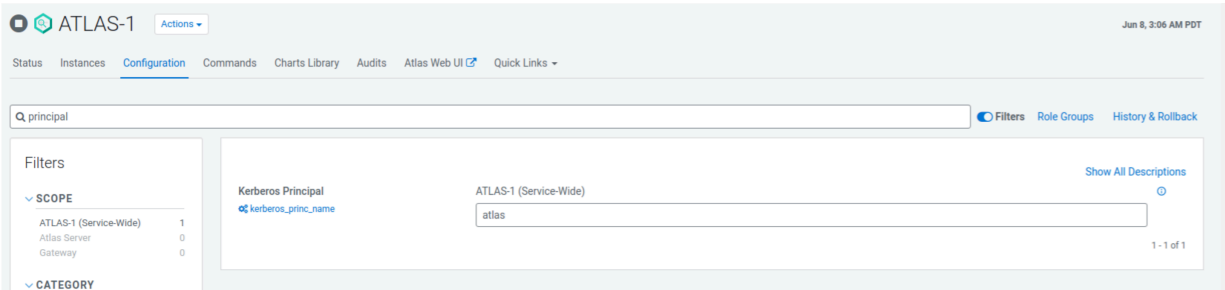 ATLAS-1 Actions Jun 8, 3:06 AM PDT
Status Instances Configuration Commands Charts Library Audits Atlas Web UI Quick Links
principal Filters Role Groups History & Rollback
Filters
Show All Descriptions
SCOPE
ATLAS-1 (Service-Wide) 1
Atlas Server 0
Gateway 0
CATEGORY
Kerberos Principal ATLAS-1 (Service-Wide)
kerberos_princ_name
atlas
1 - 1 of 1